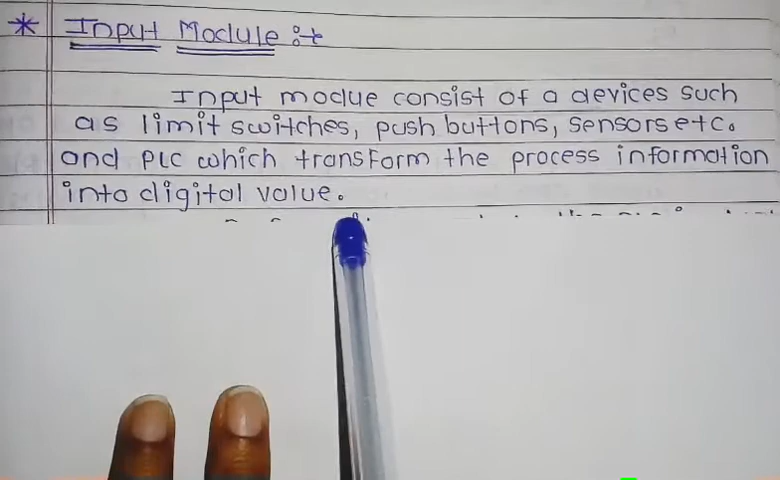 * Input Module :-
Input modue consist of a devices such
as limit switches, push buttons, sensors etc.
and PLC which transform the process information
into digital value.